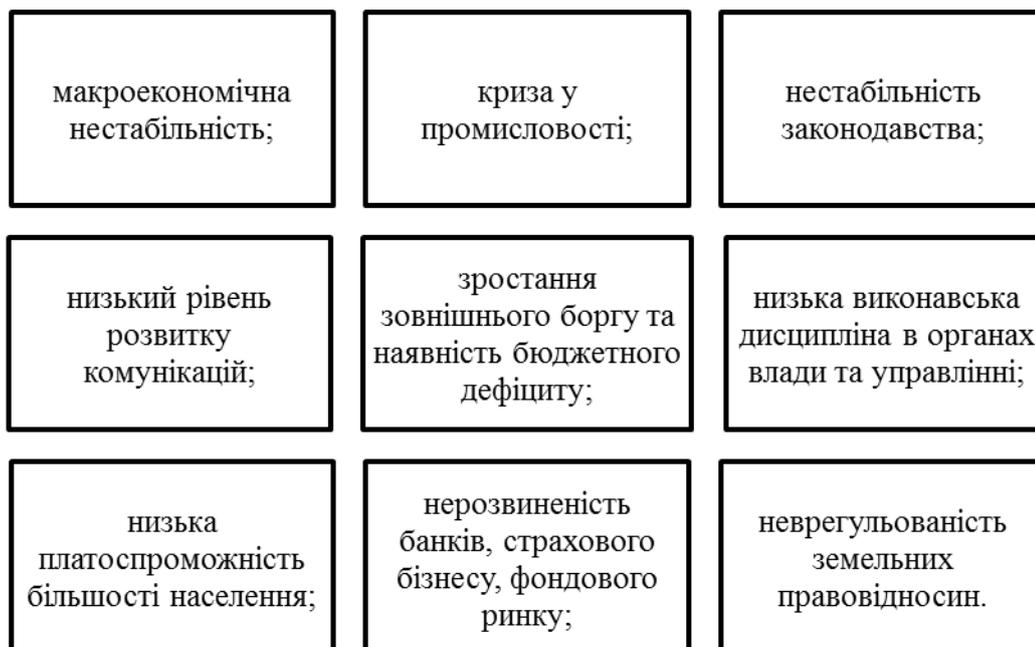 макроекономічна
нестабільність;
криза у
промисловості;
нестабільність
законодавства;
низький рівень
розвитку
комунікацій;
зростання
зовнішнього боргу та
наявність бюджетного
дефіциту;
низька виконавська
дисципліна в органах
влади та управлінні;
низька
платоспроможність
більшості населення;
нерозвиненість
банків, страхового
бізнесу, фондового
ринку;
неврегульованість
земельних
правовідносин.